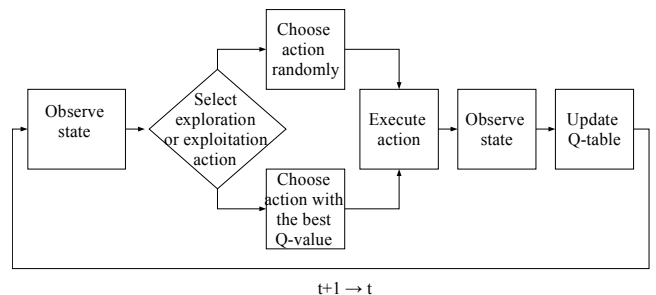 Choose
action
randomly
Observe
state
Select
exploration
or exploitation
action
Execute
action
Observe
state
Update
Q-table
Choose
action with
the best
Q-value
t+1 → t